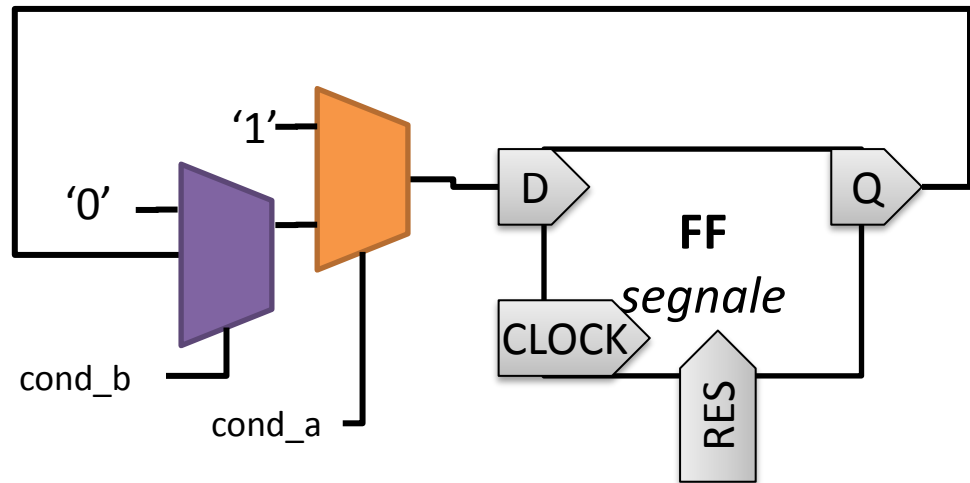 ‘1’
‘0’
D
Q
FF
segnale
CLOCK
RES
cond_b
cond_a